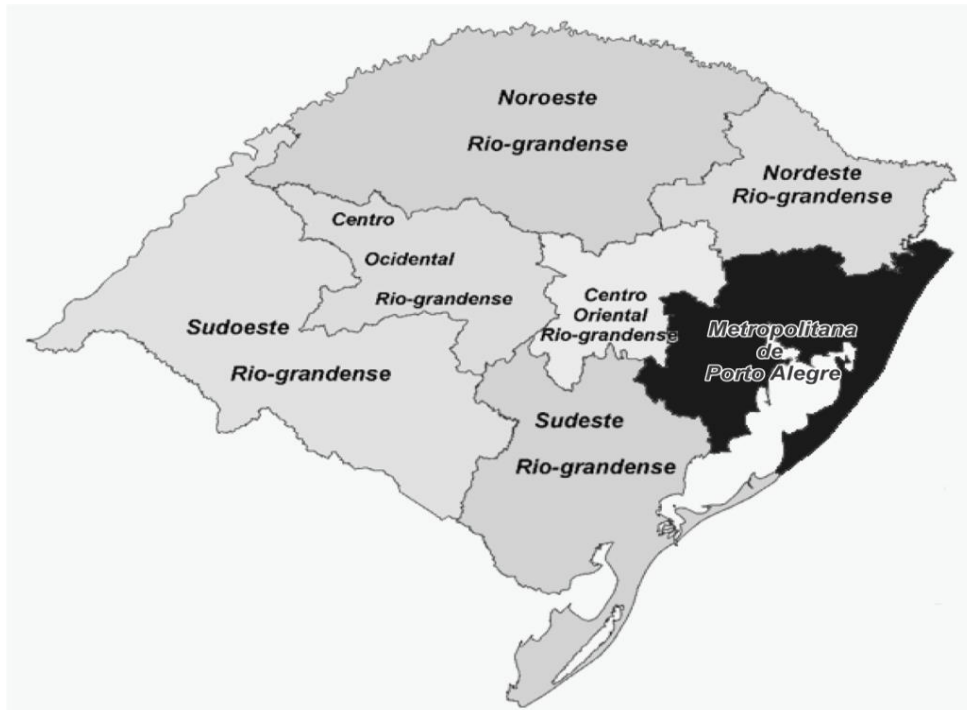 Noroeste
Rio-grandense
Nordeste
Rio-grandense
Centro
Ocidental
Rio-grandense
Centro
Oriental
Rio-grandense
Sudoeste
Rio-grandense
Metropolitana
de
Porto Alegre
Sudeste
Rio-grandense